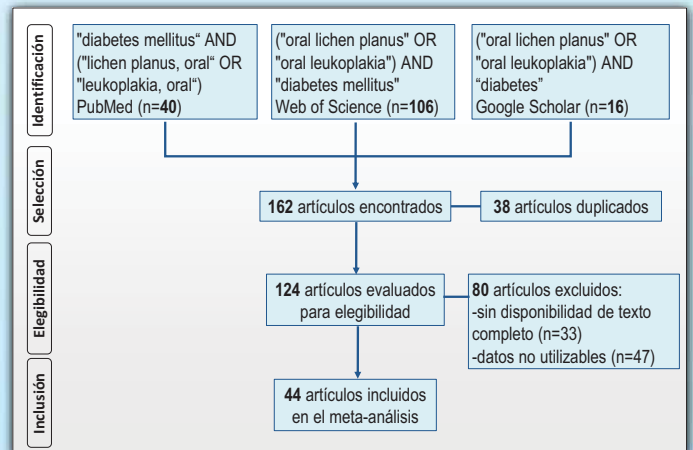 Identificación
"diabetes mellitus“ AND
("lichen planus, oral“ OR
"leukoplakia, oral“)
PubMed (n=40)
("oral lichen planus" OR
"oral leukoplakia") AND
"diabetes mellitus"
Web of Science (n=106)
("oral lichen planus" OR
"oral leukoplakia") AND
“diabetes”
Google Scholar (n=16)
Selección
162 artículos encontrados
38 artículos duplicados
Elegibilidad
124 artículos evaluados
para elegibilidad
80 artículos excluidos:
-sin disponibilidad de texto
completo (n=33)
-datos no utilizables (n=47)
Inclusión
44 artículos incluidos
en el meta-análisis